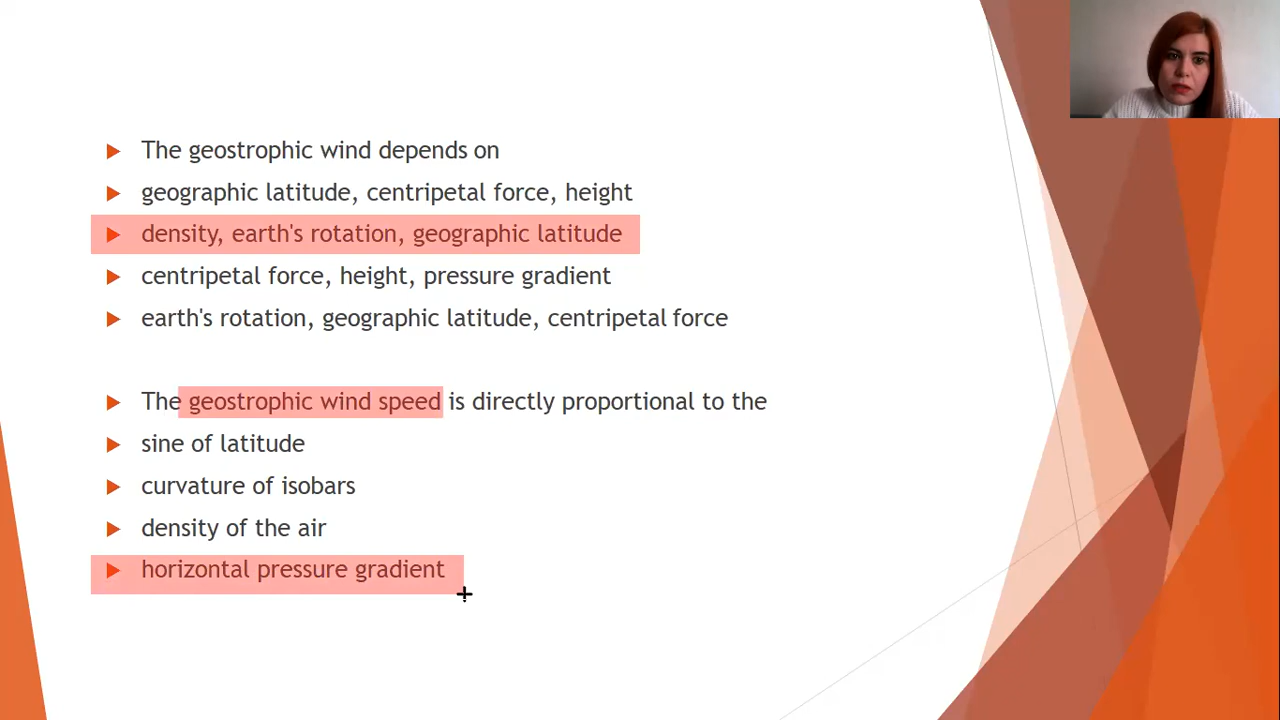 The geostrophic wind depends on
geographic latitude, centripetal force, height
density, earth's rotation, geographic latitude
centripetal force, height, pressure gradient
earth's rotation, geographic latitude, centripetal force
The geostrophic wind speed is directly proportional to the
sine of latitude
curvature of isobars
density of the air
horizontal pressure gradient